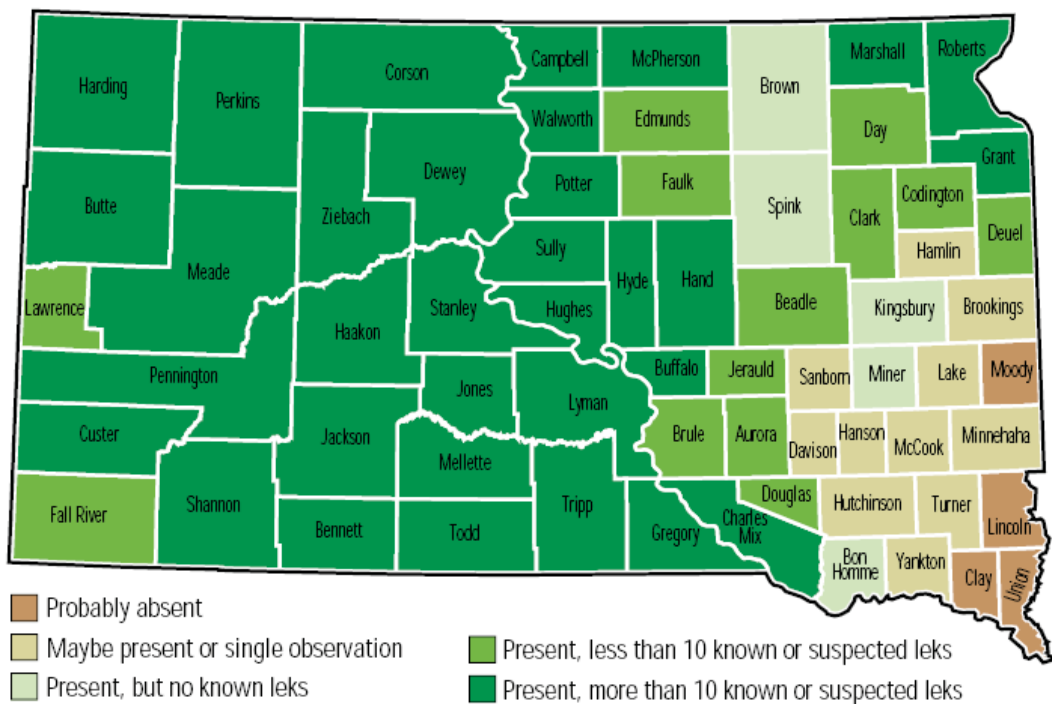 Harding
Perkins
Corson
Campbell
McPherson
Brown
Marshall
Roberts
Walworth
Edmunds
Day
Butte
Dewey
Potter
Faulk
Spink
Grant
Ziebach
Clark
Codington
Deuel
Meade
Sully
Hamlin
Lawrence
Stanley
Hughes
Hyde
Hand
Beadle
Kingsbury
Brookings
Haakon
Pennington
Jones
Lyman
Buffalo
Jerauld
Sanborn
Miner
Lake
Moody
Custer
Jackson
Brule
Aurora
Davison
Hanson
McCook
Minnehaha
Mellette
Fall River
Shannon
Bennett
Todd
Tripp
Gregory
Charles
Mix
Douglas
Hutchinson
Turner
Lincoln
Bon
Homme
Yankton
Clay
Union
Probably absent
Maybe present or single observation
Present, but no known leks
Present, less than 10 known or suspected leks
Present, more than 10 known or suspected leks